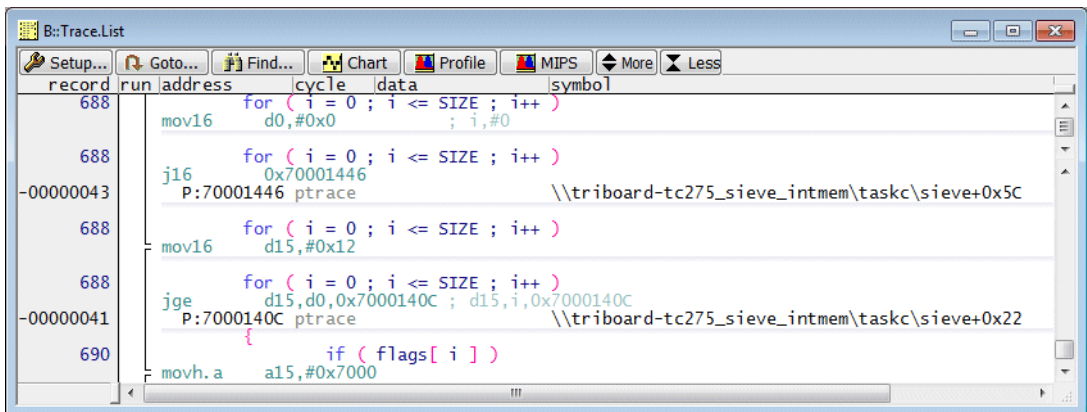 B::Trace.List
Setup... Goto... Find... Chart Profile MIPS More Less
record run address cycle data symbol
688 for ( i = 0 ; i <= SIZE ; i++ )
mov16 d0,#0x0 ; i,#0
688 for ( i = 0 ; i <= SIZE ; i++ )
j16 0x70001446
-00000043 P:70001446 ptrace \\triboard-tc275_sieve_intmem\taskc\sieve+0x5C
688 for ( i = 0 ; i <= SIZE ; i++ )
mov16 d15,#0x12
688 for ( i = 0 ; i <= SIZE ; i++ )
jge d15,d0,0x7000140C ; d15,i,0x7000140C
-00000041 P:7000140C ptrace \\triboard-tc275_sieve_intmem\taskc\sieve+0x22
{
690 if ( flags[ i ] )
movh.a a15,#0x7000